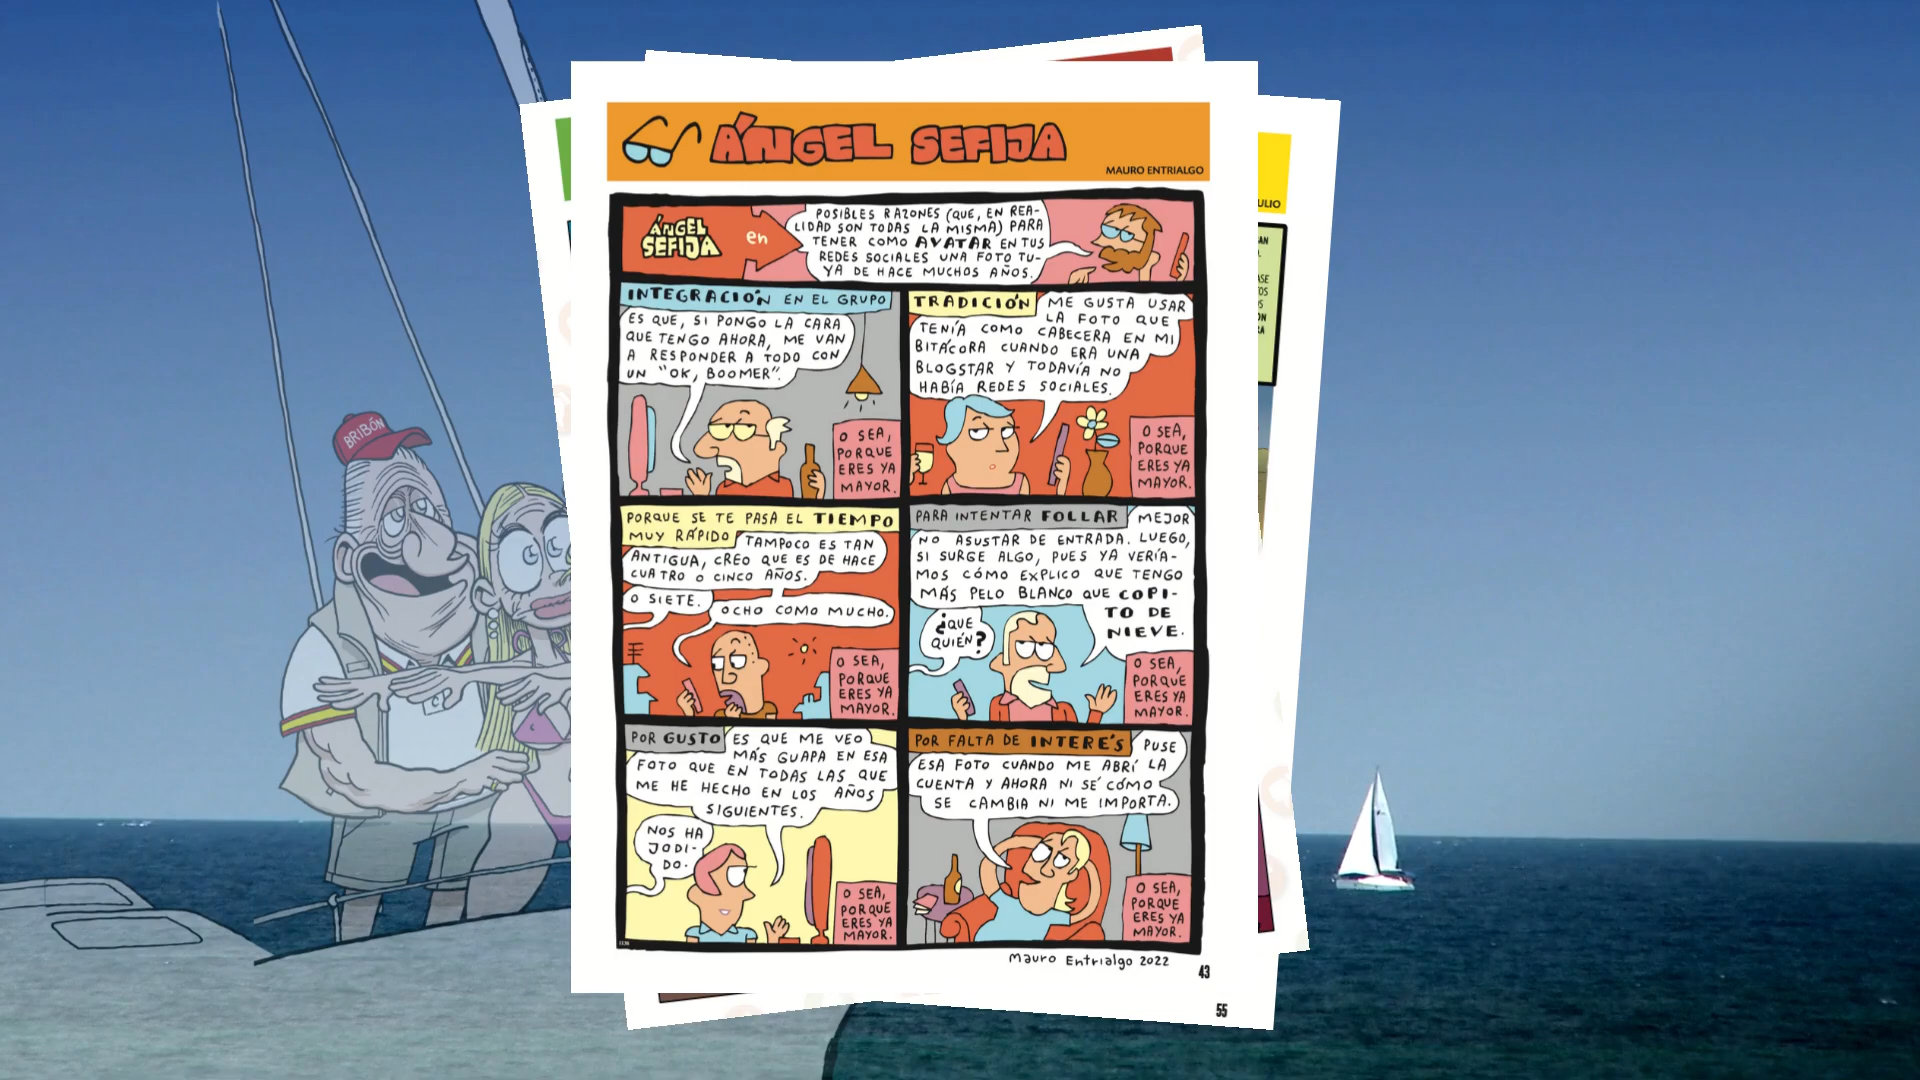 ÁNGEL SEFIJA
MAURO ENTRIALGO
ÁNGEL
SEFIJA
en
POSIBLES RAZONES (QUE, EN REA-
LIDAD SON TODAS LA MISMA) PARA
TENER COMO AVATAR EN TUS
REDES SOCIALES UNA FOTO TU-
YA DE HACE MUCHOS AÑOS.
INTEGRACIÓN EN EL GRUPO
ES QUE, SI PONGO LA CARA
QUE TENGO AHORA, ME VAN
A RESPONDER A TODO CON
UN "OK, BOOMER".
O SEA,
PORQUE
ERES YA
MAYOR.
TRADICIÓN
ME GUSTA USAR
LA FOTO QUE
TENÍA COMO CABECERA EN MI
BITÁCORA CUANDO ERA UNA
BLOGSTAR Y TODAVÍA NO
HABÍA REDES SOCIALES.
O SEA,
PORQUE
ERES YA
MAYOR.
PORQUE SE TE PASA EL TIEMPO
MUY RÁPIDO
TAMPOCO ES TAN
ANTIGUA, CREO QUE ES DE HACE
CUATRO O CINCO AÑOS.
O SIETE.
OCHO COMO MUCHO.
O SEA,
PORQUE
ERES YA
MAYOR.
PARA INTENTAR FOLLAR
MEJOR
NO ASUSTAR DE ENTRADA. LUEGO,
SI SURGE ALGO, PUES YA VERÍA-
MOS CÓMO EXPLICO QUE TENGO
MÁS PELO BLANCO QUE COPI-
TO DE
NIEVE.
¿QUE
QUIÉN?
O SEA,
PORQUE
ERES YA
MAYOR.
POR GUSTO
ES QUE ME VEO
MÁS GUAPA EN ESA
FOTO QUE EN TODAS LAS QUE
ME HE HECHO EN LOS AÑOS
SIGUIENTES.
NOS HA
JODI-
DO.
O SEA,
PORQUE
ERES YA
MAYOR.
POR FALTA DE INTERÉS
PUSE
ESA FOTO CUANDO ME ABRÍ LA
CUENTA Y AHORA NI SÉ CÓMO
SE CAMBIA NI ME IMPORTA.
O SEA,
PORQUE
ERES YA
MAYOR.
Mauro Entrialgo 2022
43
55
BRIBÓN